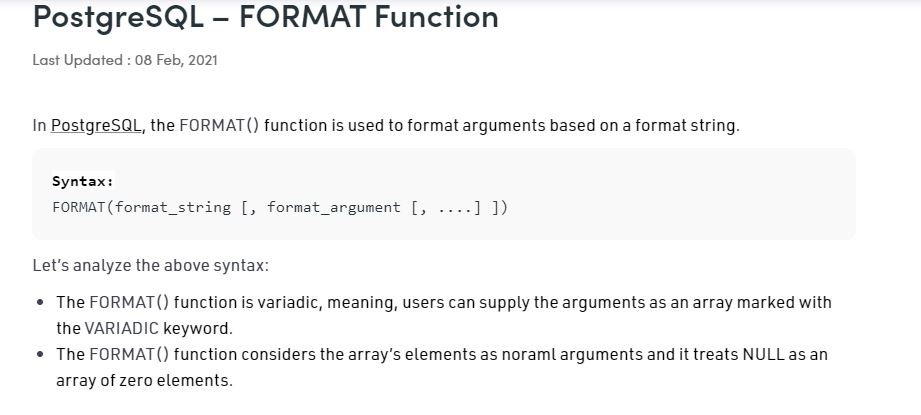 PostgreSQL – FORMAT Function
Last Updated : 08 Feb, 2021
In PostgreSQL, the FORMAT() function is used to format arguments based on a format string.
Syntax:
FORMAT(format_string [, format_argument [, ....] ])
Let's analyze the above syntax:
• The FORMAT() function is variadic, meaning, users can supply the arguments as an array marked with
the VARIADIC keyword.
• The FORMAT() function considers the array's elements as noraml arguments and it treats NULL as an
array of zero elements.